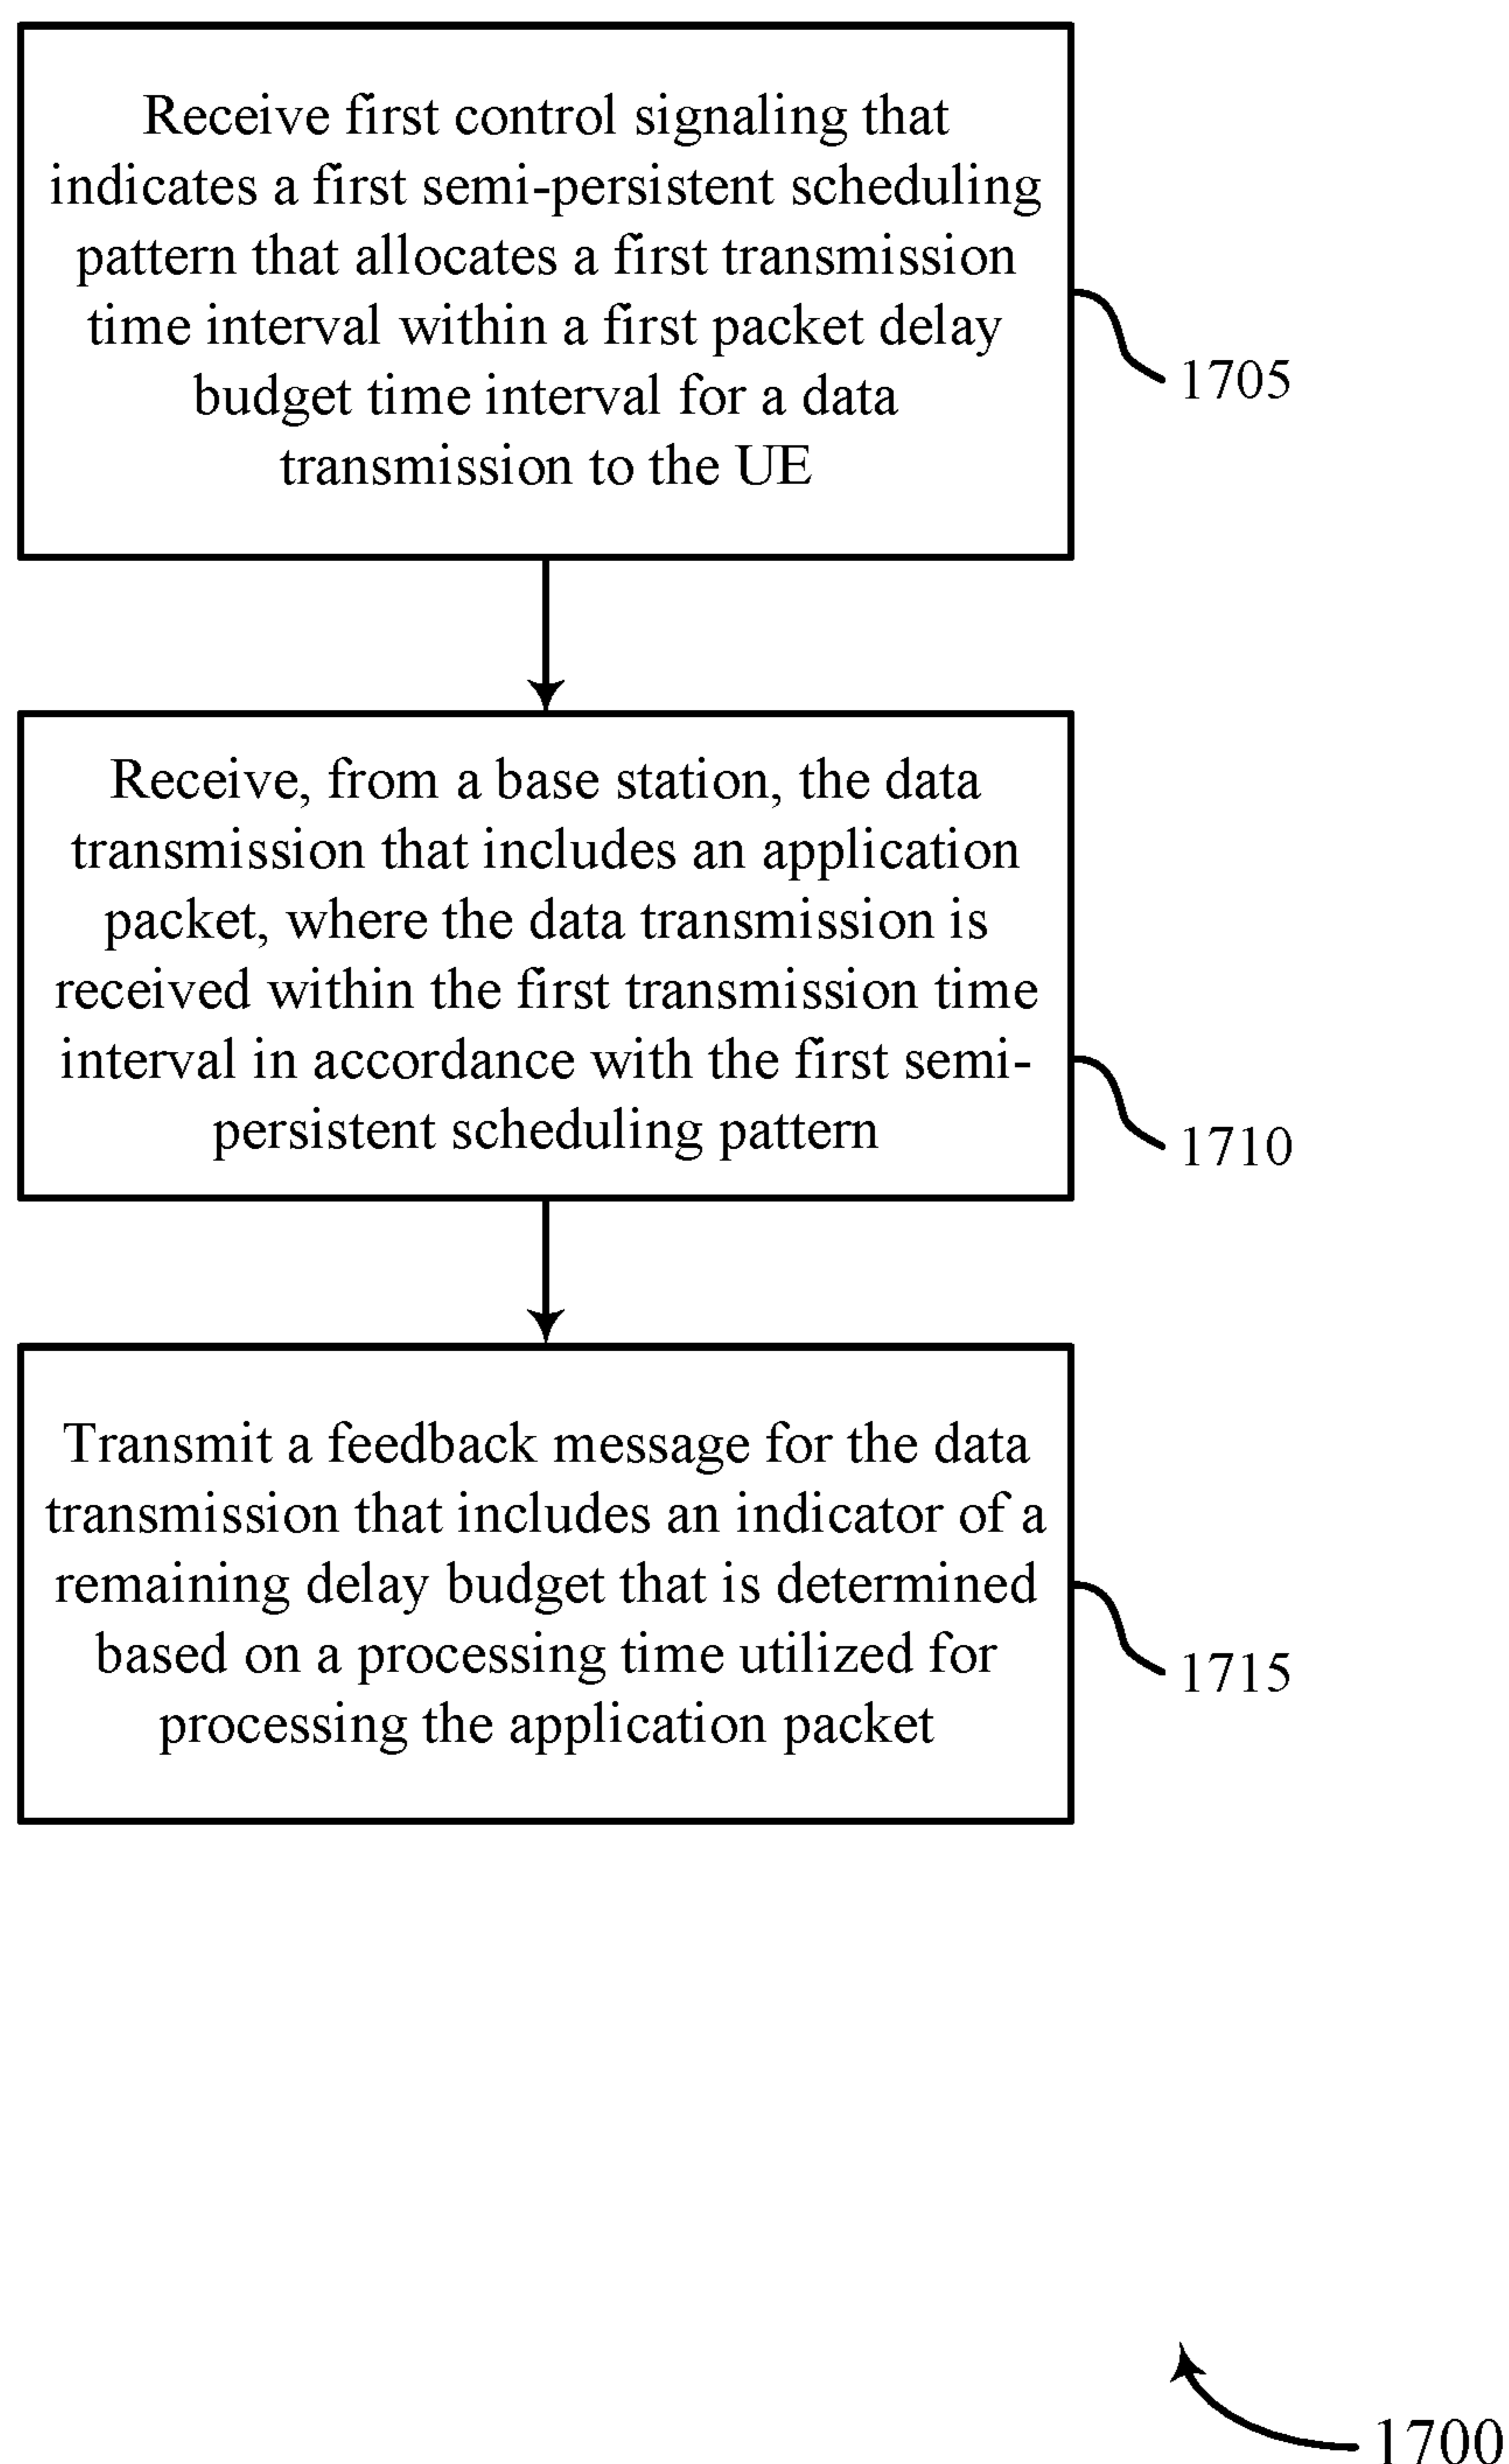 Receive first control signaling that
indicates a first semi-persistent scheduling
pattern that allocates a first transmission
time interval within a first packet delay
budget time interval for a data
transmission to the UE
1705
Receive, from a base station, the data
transmission that includes an application
packet, where the data transmission is
received within the first transmission time
interval in accordance with the first semi-
persistent scheduling pattern
1710
Transmit a feedback message for the data
transmission that includes an indicator of a
remaining delay budget that is determined
based on a processing time utilized for
processing the application packet
1715
1700